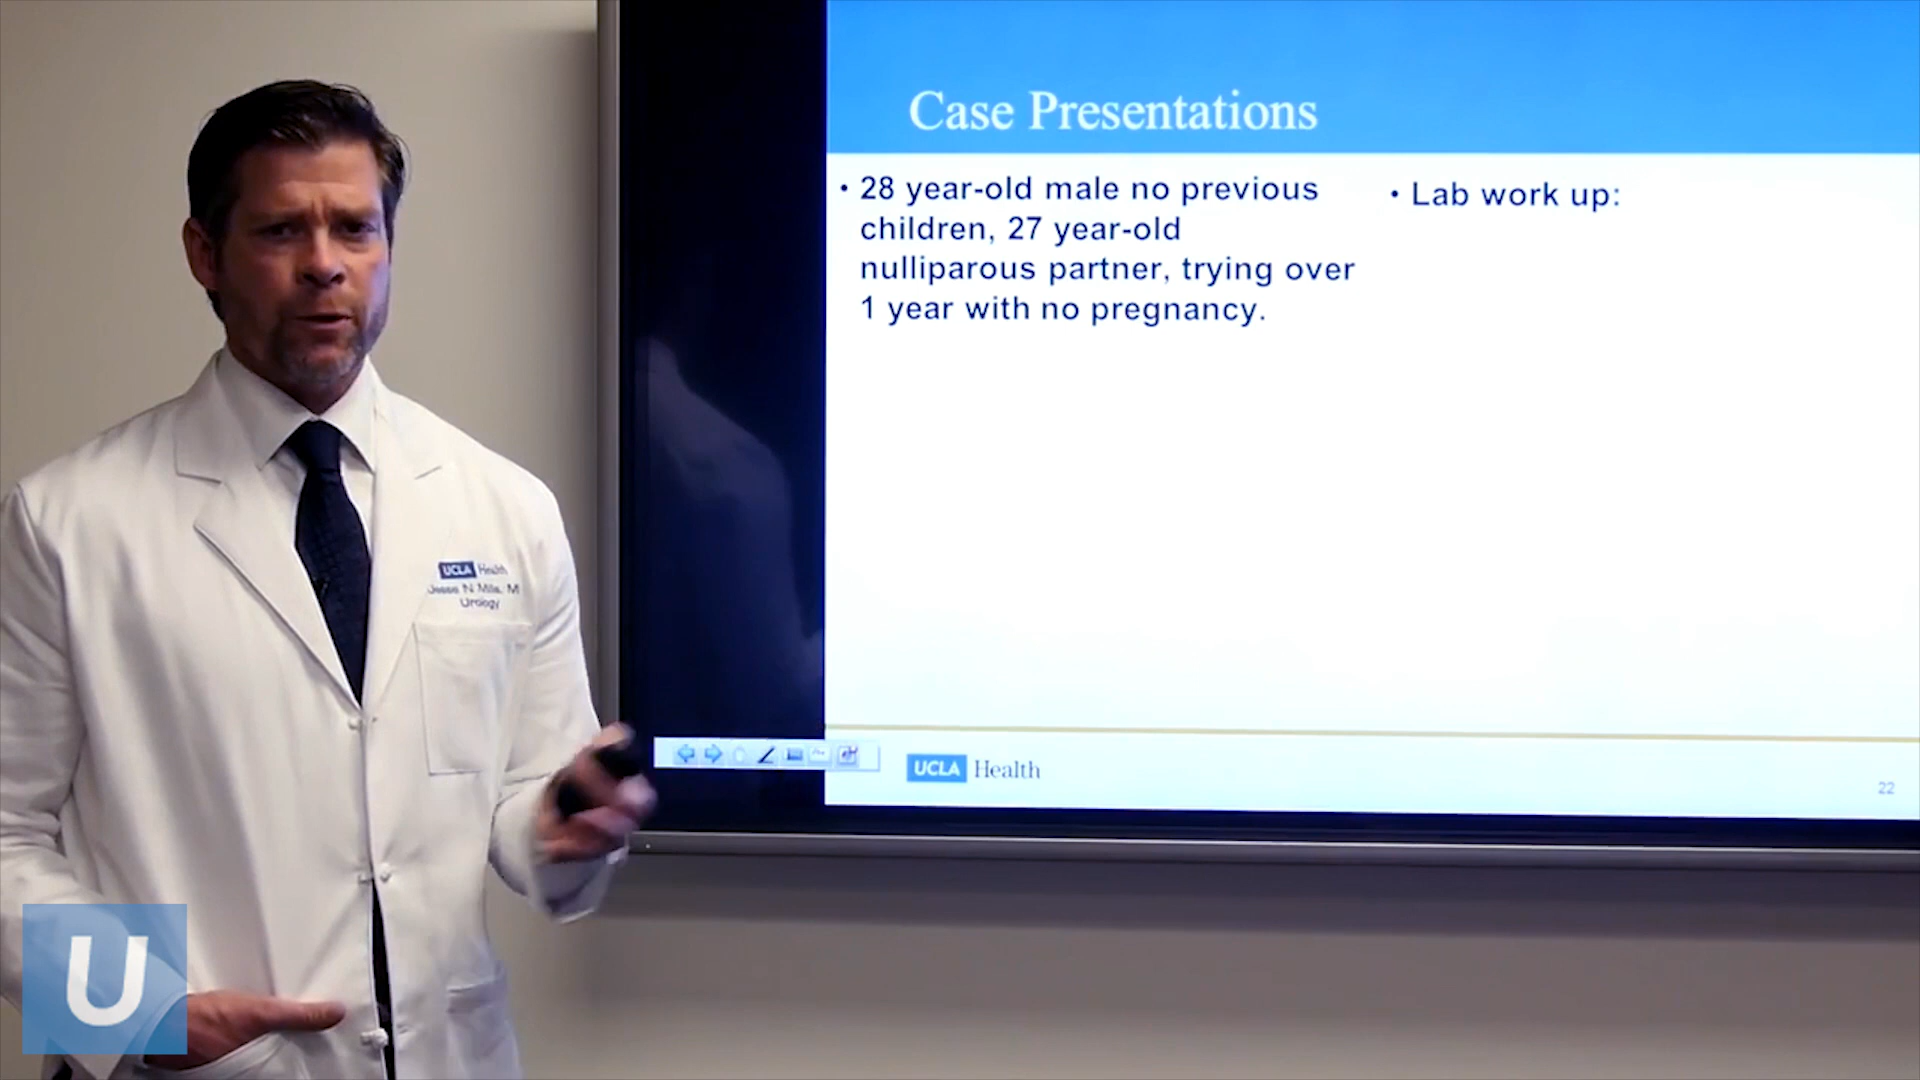 Case Presentations
• 28 year-old male no previous
children, 27 year-old
nulliparous partner, trying over
1 year with no pregnancy.
• Lab work up:
UCLA Health
Urology
UCLA Health
22
U